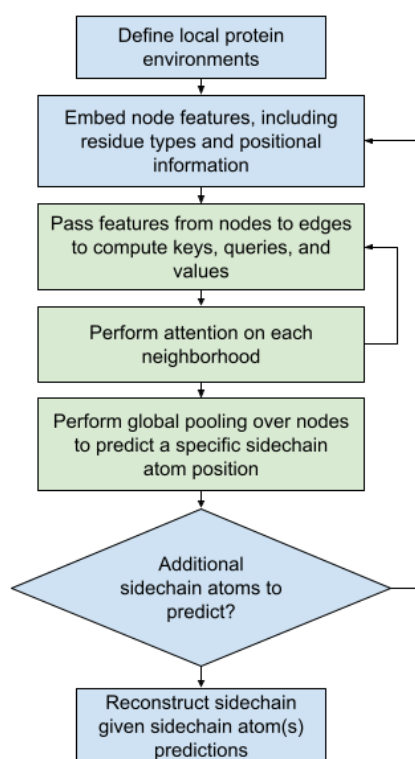 Define local protein
environments
Embed node features, including
residue types and positional
information
Pass features from nodes to edges
to compute keys, queries, and
values
Perform attention on each
neighborhood
Perform global pooling over nodes
to predict a specific sidechain
atom position
Additional
sidechain atoms to
predict?
Reconstruct sidechain
given sidechain atom(s)
predictions